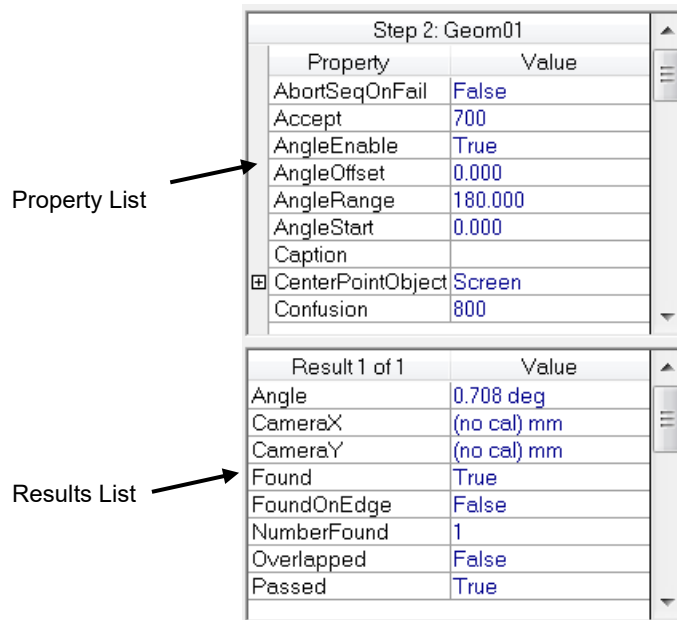 Step 2: Geom01
Property Value
AbortSeqOnFail False
Accept 700
AngleEnable True
AngleOffset 0.000
Property List
AngleRange 180.000
AngleStart 0.000
Caption
CenterPointObject Screen
Confusion 800
Result 1 of 1 Value
Angle 0.708 deg
CameraX (no cal) mm
CameraY (no cal) mm
Found True
Results List
FoundOnEdge False
NumberFound 1
Overlapped False
Passed True